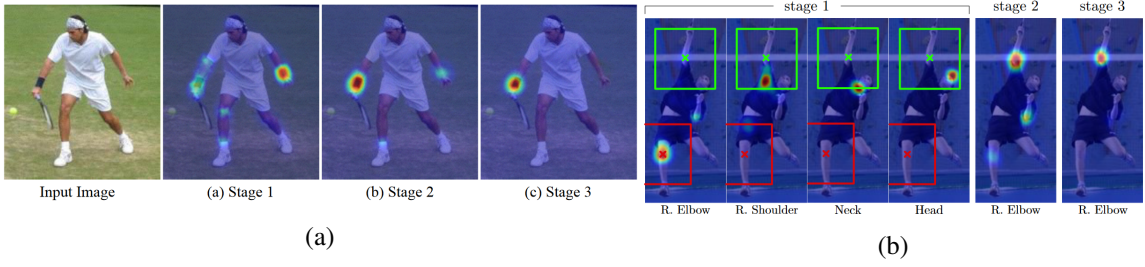 stage 1 stage 2 stage 3
Input Image (a) Stage 1 (b) Stage 2 (c) Stage 3
R. Elbow R. Shoulder Neck Head R. Elbow R. Elbow
(a) (b)